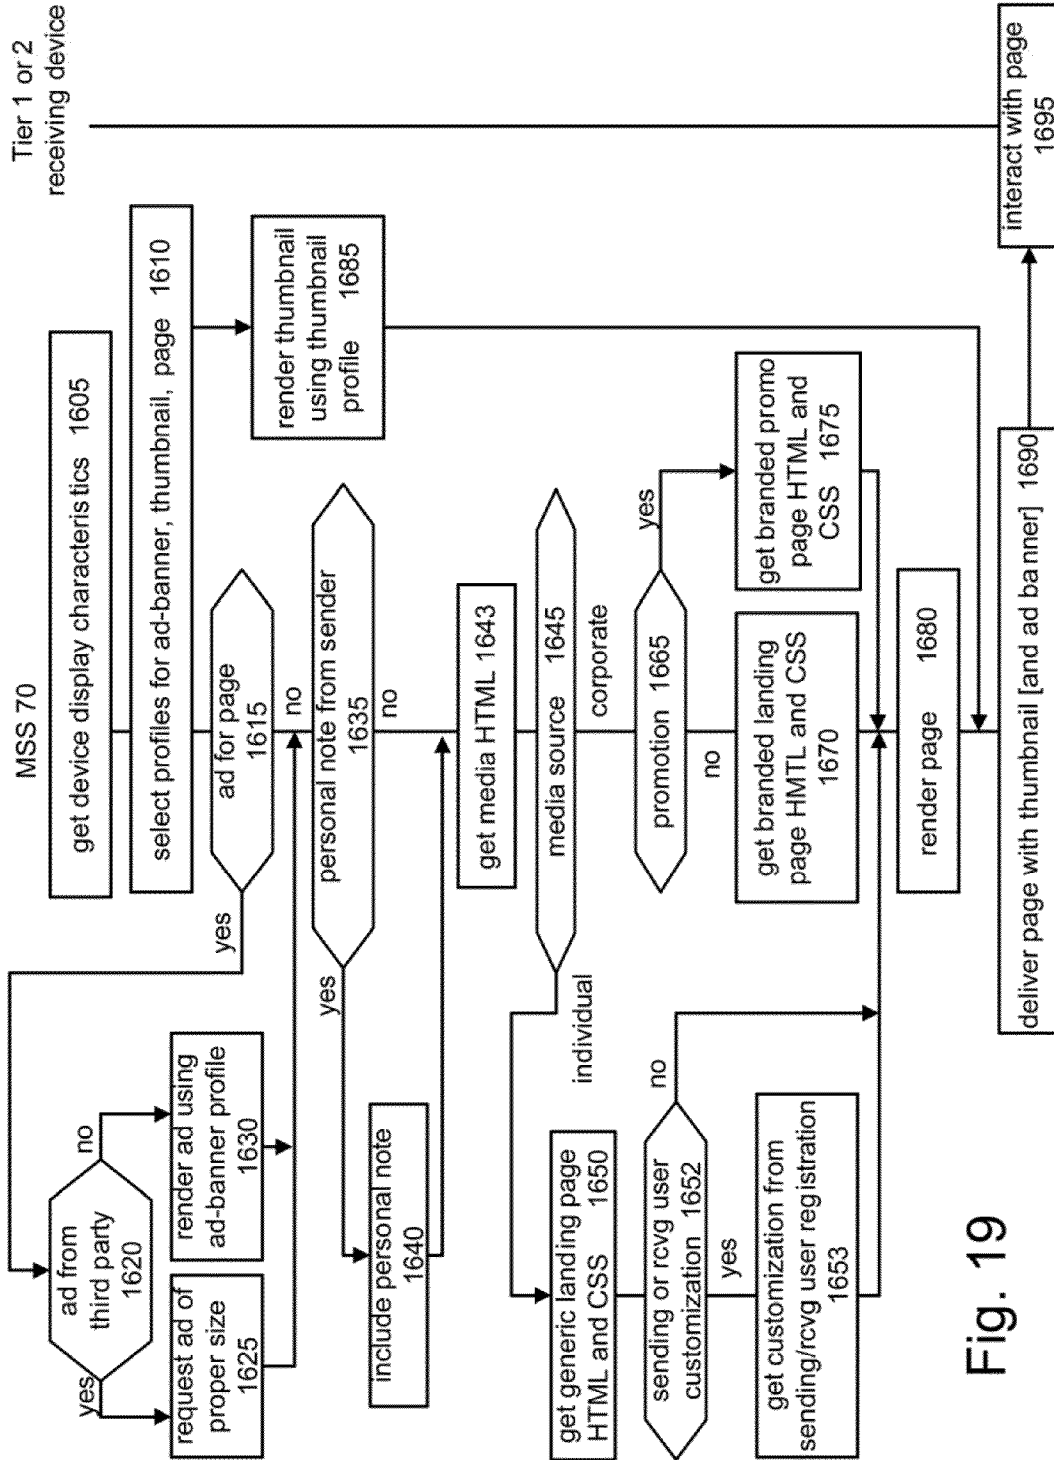 MSS 70
Tier 1 or 2
receiving device
get device display characteristics 1605
select profiles for ad-banner, thumbnail, page 1610
ad for page
1615
yes
no
ad from
third party
1620
yes
no
request ad of
proper size
1625
render ad using
ad-banner profile
1630
render thumbnail
using thumbnail
profile 1685
personal note from sender
1635
yes
no
include personal note
1640
get media HTML 1643
media source 1645
individual
corporate
get generic landing page
HTML and CSS 1650
sending or rcvg user
customization 1652
no
yes
get customization from
sending/rcvg user registration
1653
promotion 1665
yes
no
get branded landing
page HMTL and CSS
1670
get branded promo
page HTML and
CSS 1675
render page 1680
deliver page with thumbnail [and ad banner] 1690
interact with page
1695
Fig. 19